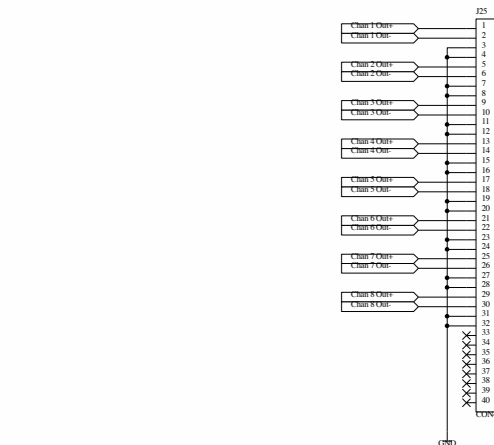 J25
Chan 1 Out+ 1
Chan 1 Out- 2
3
4
Chan 2 Out+ 5
Chan 2 Out- 6
7
8
Chan 3 Out+ 9
Chan 3 Out- 10
11
12
Chan 4 Out+ 13
Chan 4 Out- 14
15
16
Chan 5 Out+ 17
Chan 5 Out- 18
19
20
Chan 6 Out+ 21
Chan 6 Out- 22
23
24
Chan 7 Out+ 25
Chan 7 Out- 26
27
28
Chan 8 Out+ 29
Chan 8 Out- 30
31
32
33
34
35
36
37
38
39
40
CON
GND